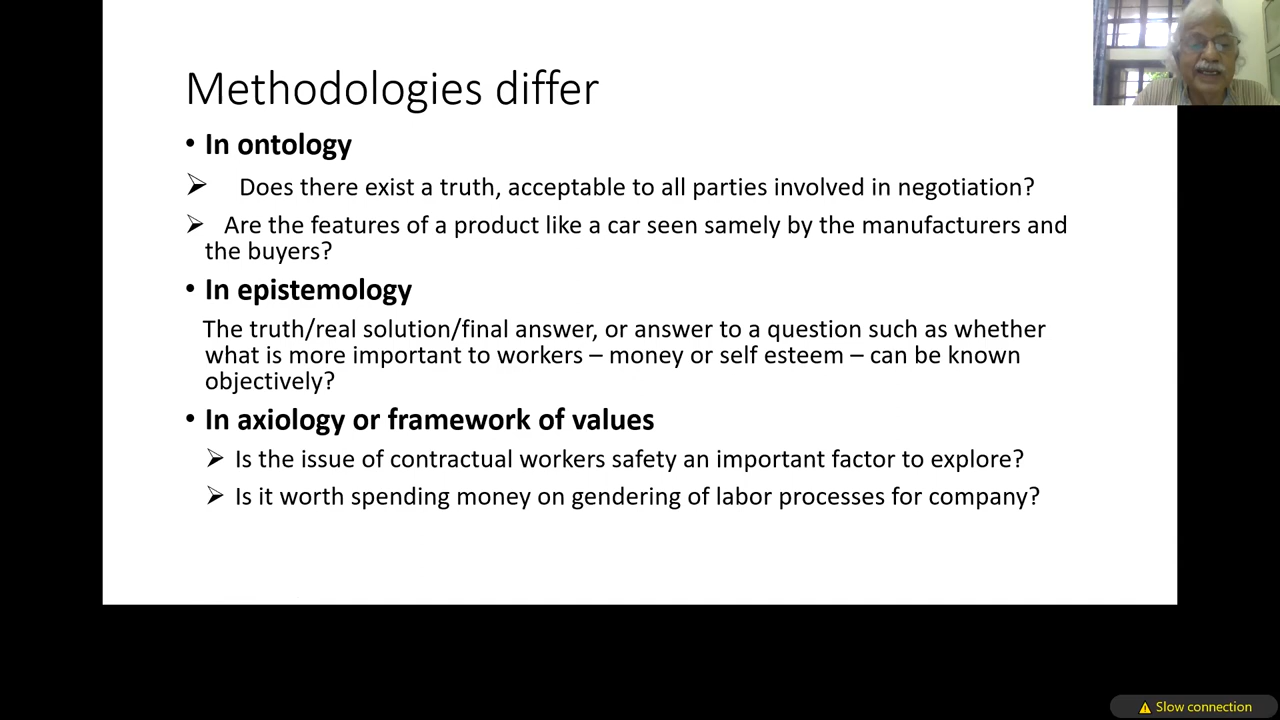 Methodologies differ
• In ontology
➢ Does there exist a truth, acceptable to all parties involved in negotiation?
➢ Are the features of a product like a car seen samely by the manufacturers and
the buyers?
• In epistemology
The truth/real solution/final answer, or answer to a question such as whether
what is more important to workers – money or self esteem – can be known
objectively?
• In axiology or framework of values
➢ Is the issue of contractual workers safety an important factor to explore?
➢ Is it worth spending money on gendering of labor processes for company?
Slow connection